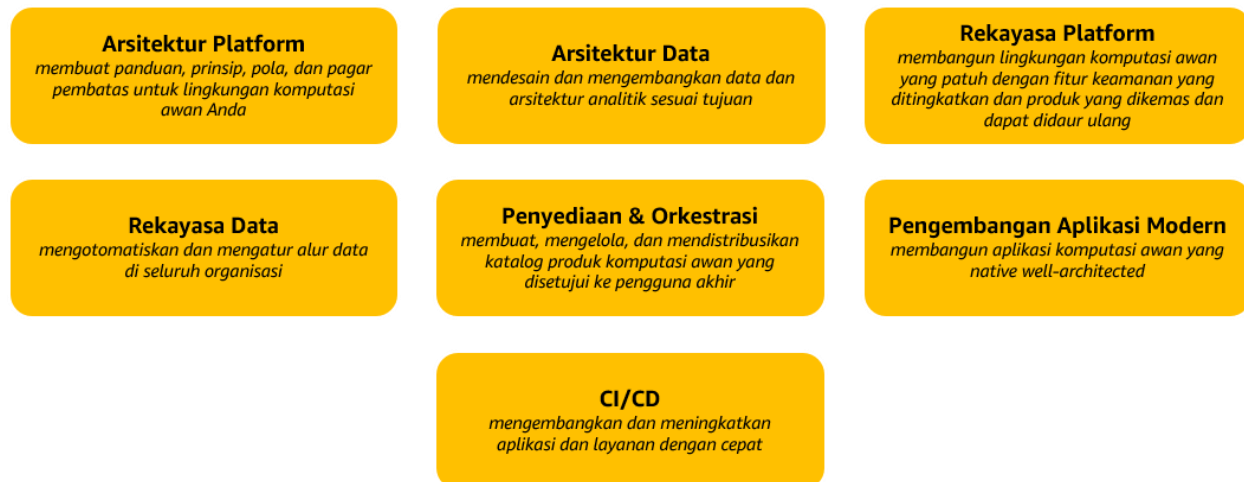 Arsitektur Platform
membuat panduan, prinsip, pola, dan pagar
pembatas untuk lingkungan komputasi
awan Anda
Arsitektur Data
mendesain dan mengembangkan data dan
arsitektur analitik sesuai tujuan
Rekayasa Platform
membangun lingkungan komputasi awan
yang patuh dengan fitur keamanan yang
ditingkatkan dan produk yang dikemas dan
dapat didaur ulang
Rekayasa Data
mengotomatiskan dan mengatur alur data
di seluruh organisasi
Penyediaan & Orkestrasi
membuat, mengelola, dan mendistribusikan
katalog produk komputasi awan yang
disetujui ke pengguna akhir
Pengembangan Aplikasi Modern
membangun aplikasi komputasi awan yang
native well-architected
CI/CD
mengembangkan dan meningkatkan
aplikasi dan layanan dengan cepat